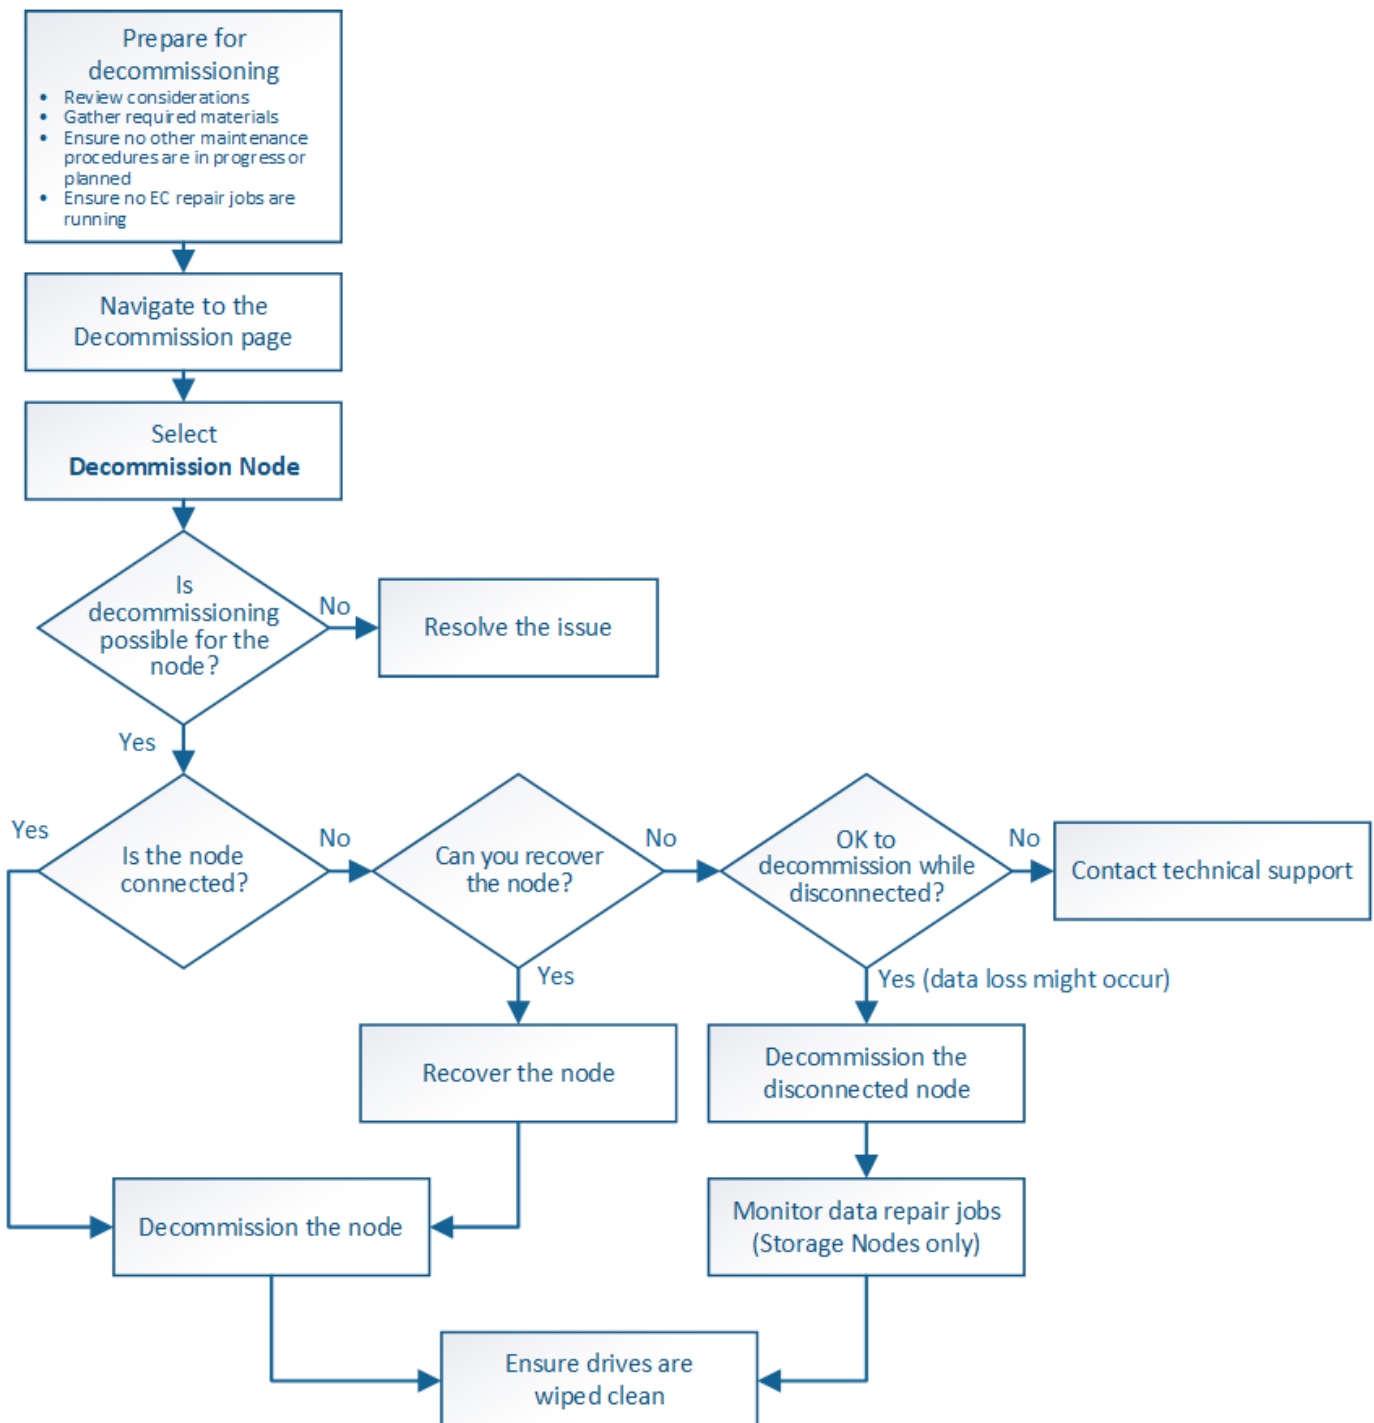 Prepare for
decommissioning
• Review considerations
• Gather required materials
• Ensure no other maintenance
procedures are in progress or
planned
• Ensure no EC repair jobs are
running
Navigate to the
Decommission page
Select
Decommission Node
Is
decommissioning
possible for the
node?
No
Resolve the issue
Yes
Yes
Is the node
connected?
No
Can you recover
the node?
No
OK to
decommission while
disconnected?
No
Contact technical support
Yes
Yes (data loss might occur)
Recover the node
Decommission the
disconnected node
Decommission the node
Monitor data repair jobs
(Storage Nodes only)
Ensure drives are
wiped clean